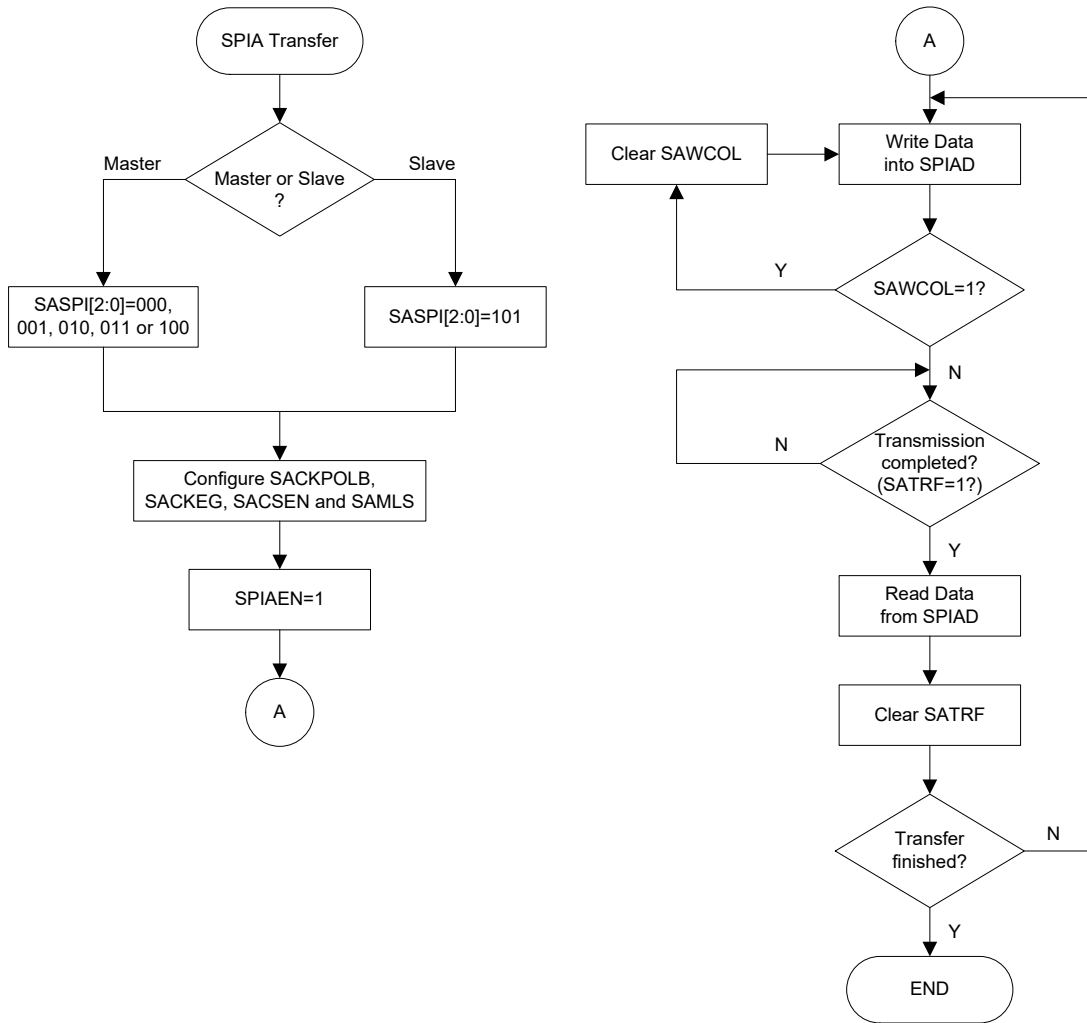 SPIA Transfer
Master
Master or Slave
?
Slave
SASPI[2:0]=000,
001, 010, 011 or 100
SASPI[2:0]=101
Configure SACKPOLB,
SACKEG, SACSEN and SAMLS
SPIAEN=1
A
A
Clear SAWCOL
Write Data
into SPIAD
Y
SAWCOL=1?
N
N
Transmission
completed?
(SATRF=1?)
Y
Read Data
from SPIAD
Clear SATRF
Transfer
finished?
N
Y
END